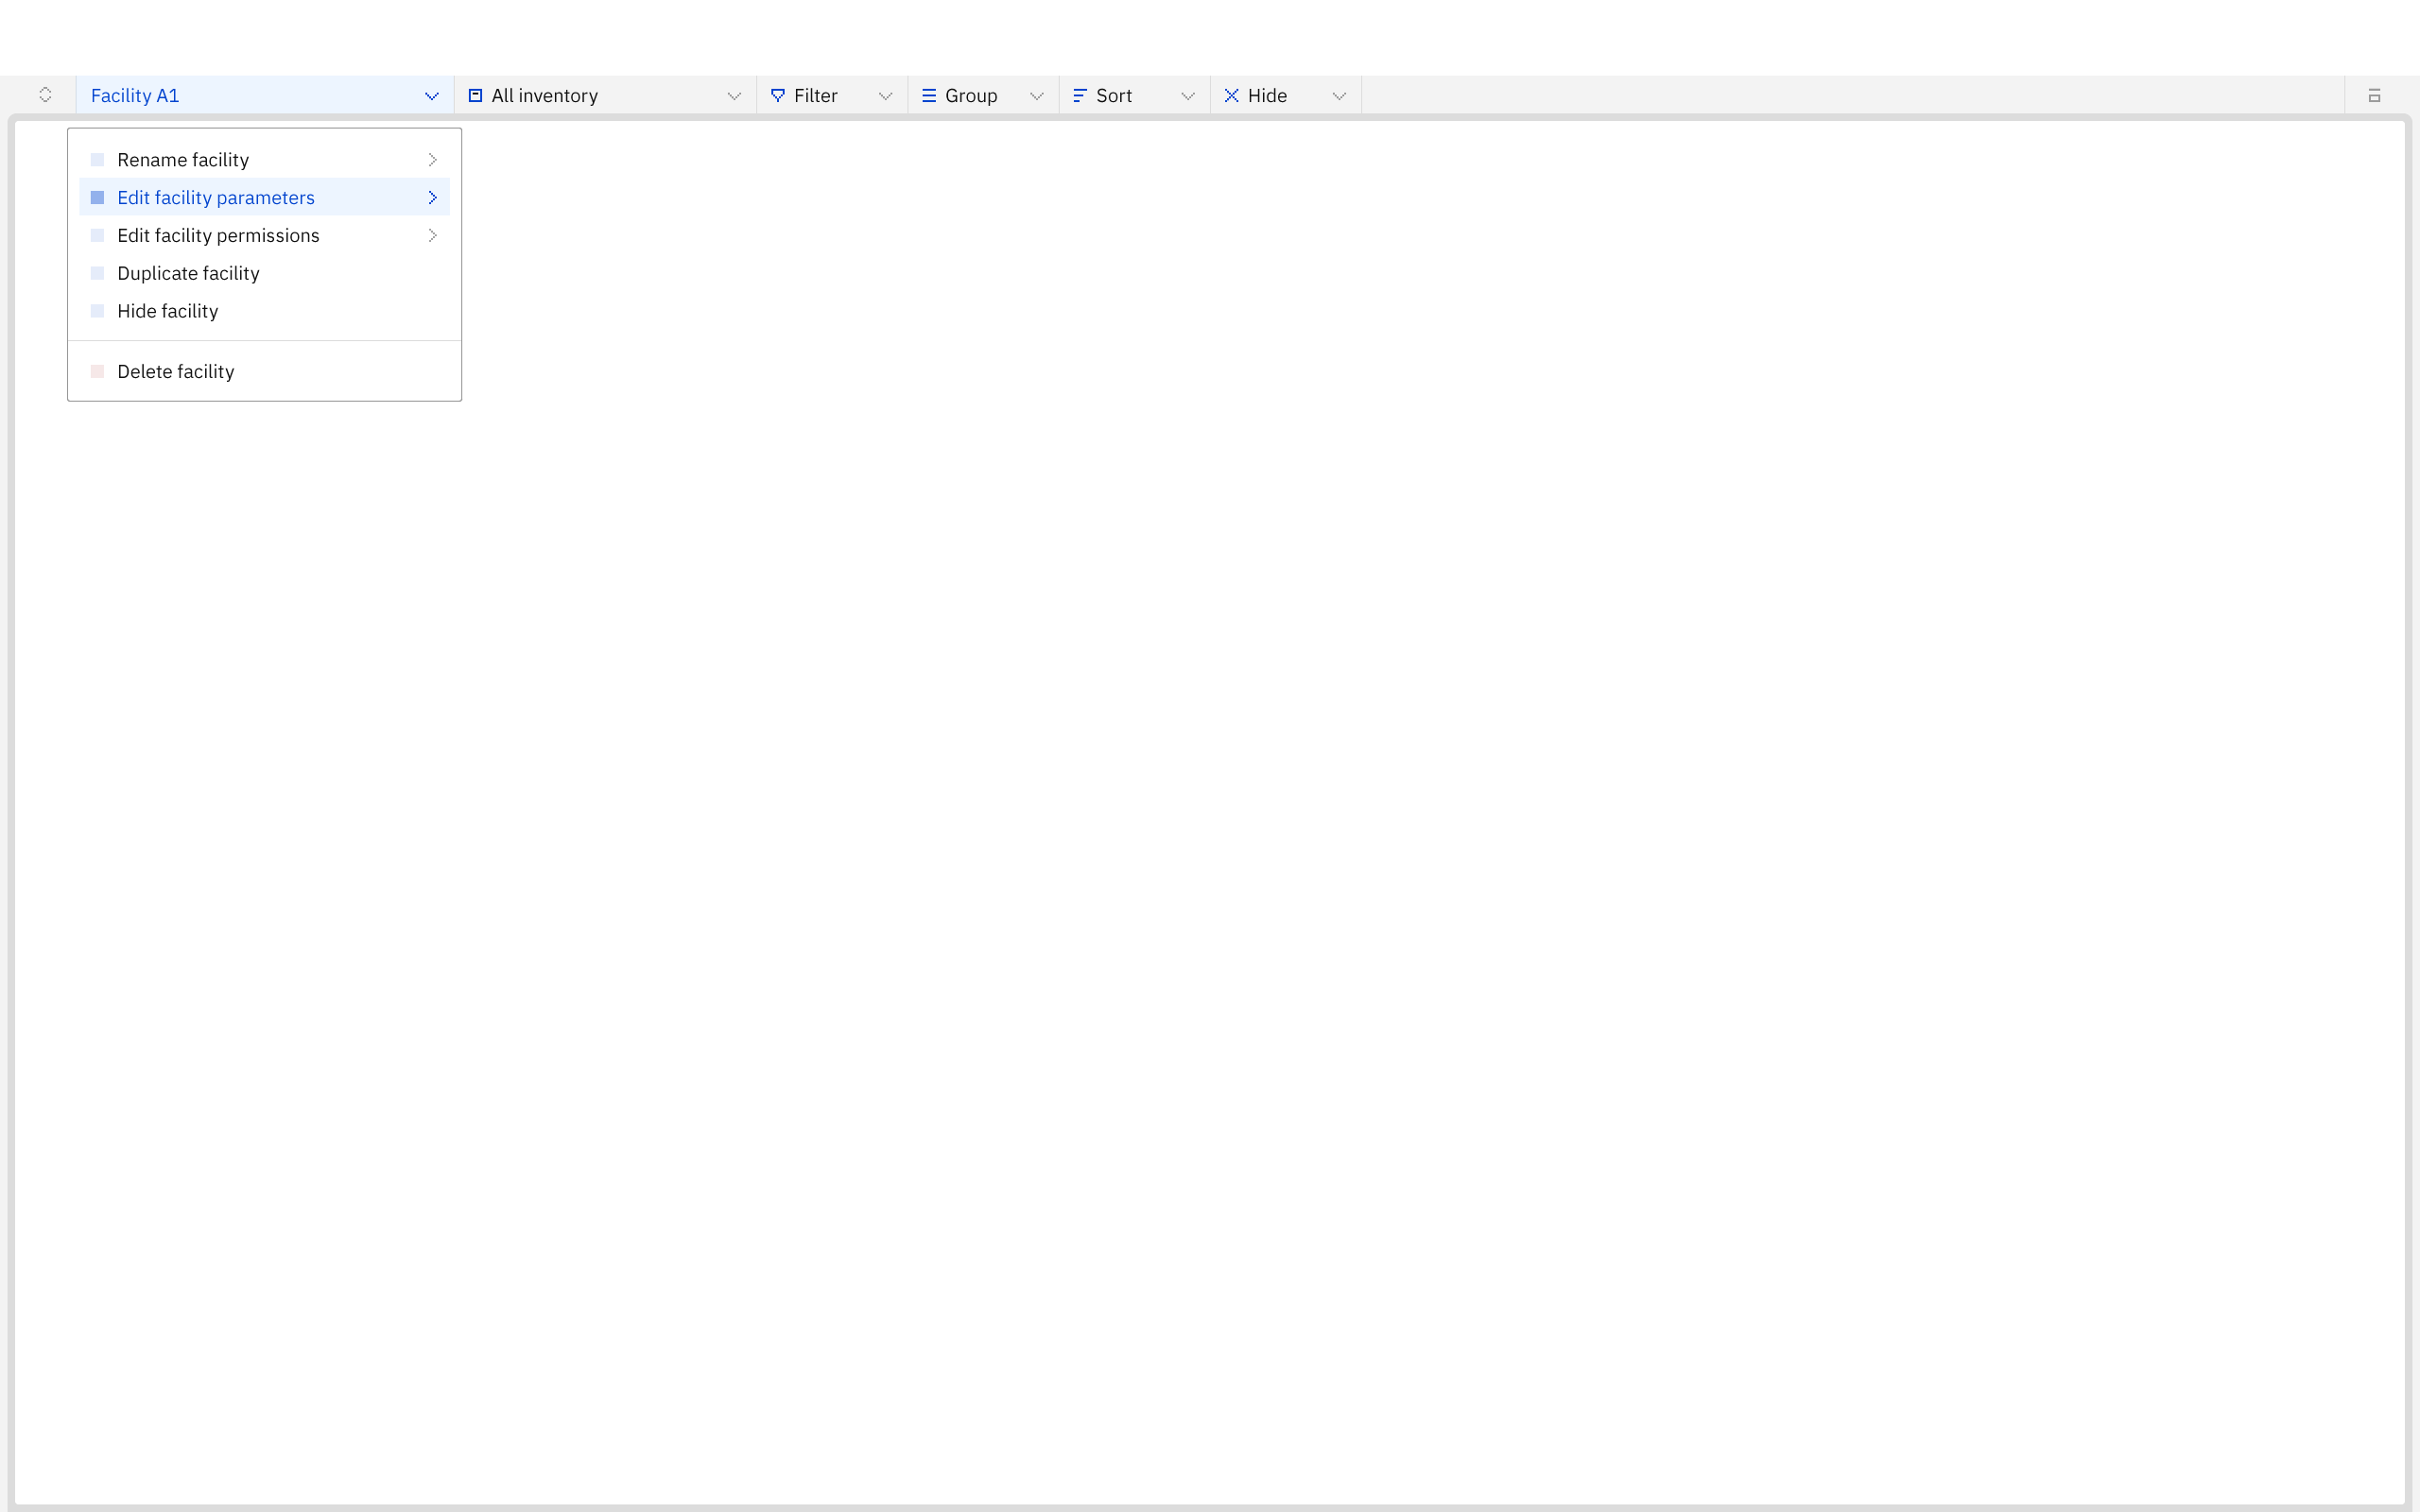 Facility A1
All inventory
Filter
Group
Sort
Hide
Rename facility
Edit facility parameters
Edit facility permissions
Duplicate facility
Hide facility
Delete facility